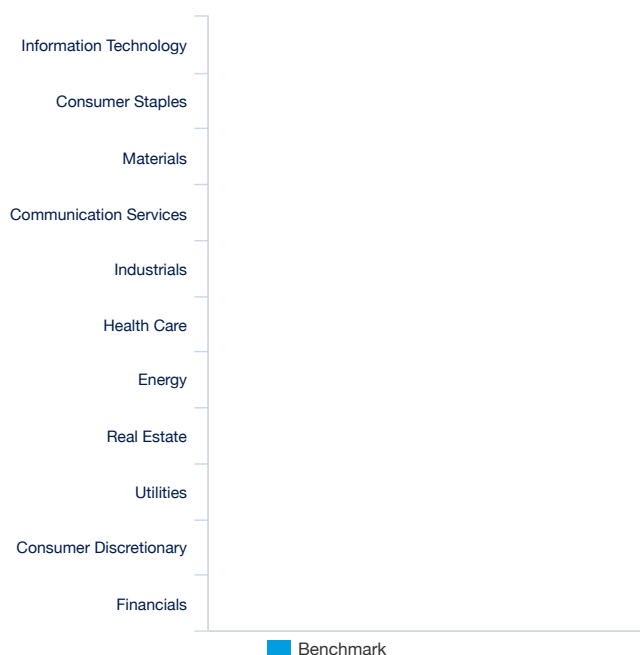 Information Technology
Consumer Staples
Materials
Communication Services
Industrials
Health Care
Energy
Real Estate
Utilities
Consumer Discretionary
Financials
Benchmark